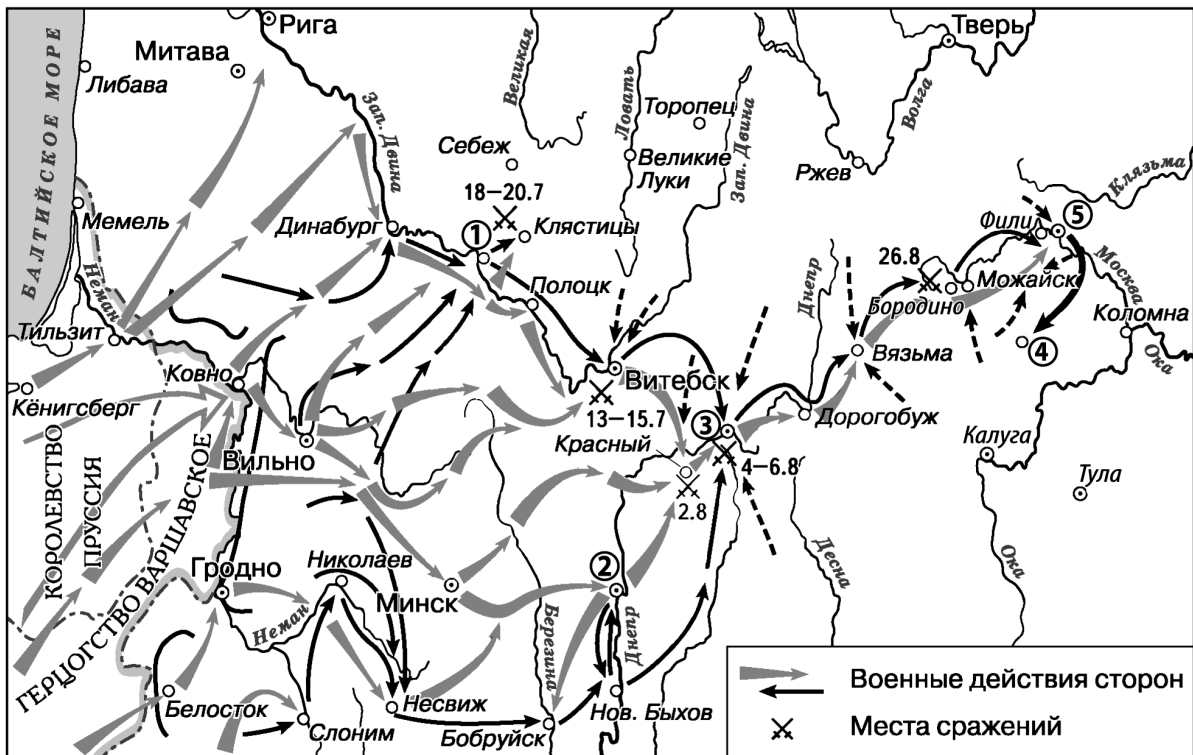 Рига
Тверь
Митава
Либава
БАЛТИЙСКОЕ МОРЕ
Зап. Двина
Великая
Ловать
Торопец
Зап. Двина
Волга
Себеж
Великие
Луки
Ржев
Клязьма
18–20.7
Мемель
Динабург
1
Клястицы
Фили
5
Неман
26.8
Можайск
Москва
Полоцк
Днепр
Бородино
Тильзит
Коломна
4
Ока
Вязьма
Ковно
Витебск
Кёнигсберг
13–15.7
Дорогобуж
3
Красный
Вильно
4–6.8
Калуга
2.8
Тула
КОРОЛЕВСТВО
ПРУССИЯ
ГЕРЦОГСТВО ВАРШАВСКОЕ
Гродно
Николаев
Минск
2
Десна
Ока
Неман
Березина
Днепр
Белосток
Слоним
Несвиж
Бобруйск
Нов. Быхов
Военные действия сторон
Места сражений